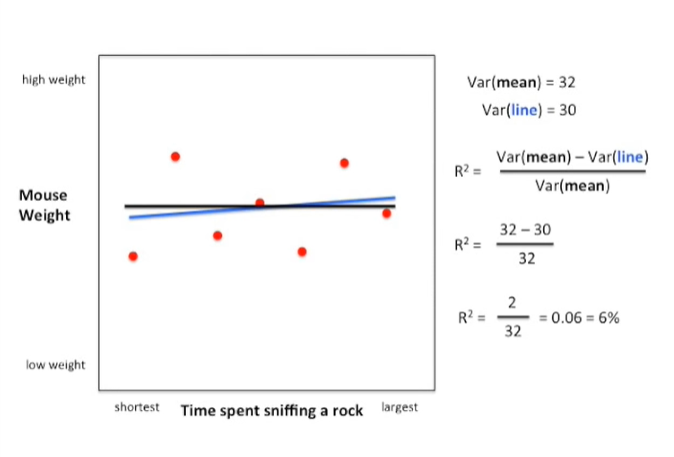 high weight
Mouse
Weight
low weight
shortest
Time spent sniffing a rock
largest
Var(mean) = 32
Var(line) = 30
R² =
Var(mean) – Var(line)
Var(mean)
R² =
32 – 30
32
R² =
2
32
= 0.06 = 6%